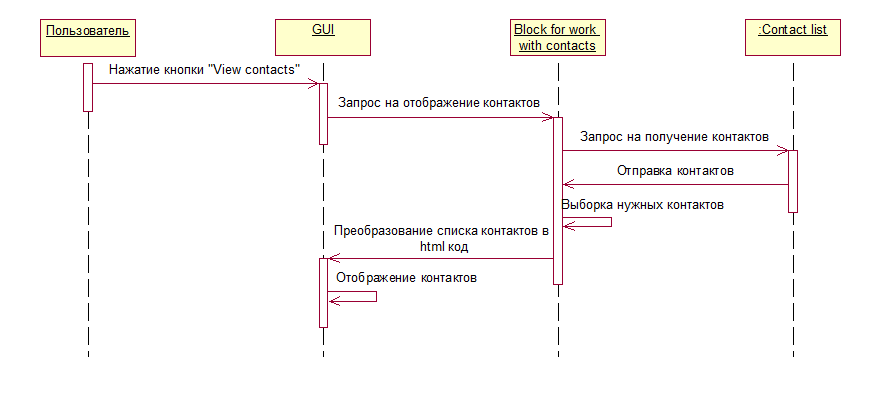 Пользователь
GUI
Block for work
with contacts
:Contact list
Нажатие кнопки "View contacts"
Запрос на отображение контактов
Запрос на получение контактов
Отправка контактов
Выборка нужных контактов
Преобразование списка контактов в
html код
Отображение контактов